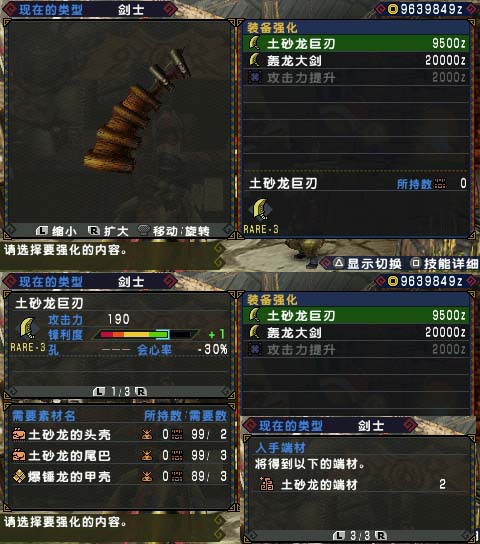 现在的类型 剑士
9639849z
装备强化
土砂龙巨刃 9500z
轰龙大剑 20000z
攻击力提升 2000z
土砂龙巨刃 所持数 0
RARE-3
L 缩小 R 扩大 移动/旋转
请选择要强化的内容。
△显示切换 □技能详细
现在的类型 剑士
9639849z
土砂龙巨刃
攻击力 190
锋利度 +1
RARE-3
孔 --- 会心率 -30%
L 1/3 R
装备强化
土砂龙巨刃 9500z
轰龙大剑 20000z
攻击力提升 2000z
需要素材名 所持数/需要数
土砂龙的头壳 0 99/ 2
土砂龙的尾巴 0 99/ 3
爆锤龙的甲壳 0 89/ 3
请选择要强化的内容。
现在的类型 剑士
入手端材
将得到以下的端材。
土砂龙的端材 2
L 3/3 R